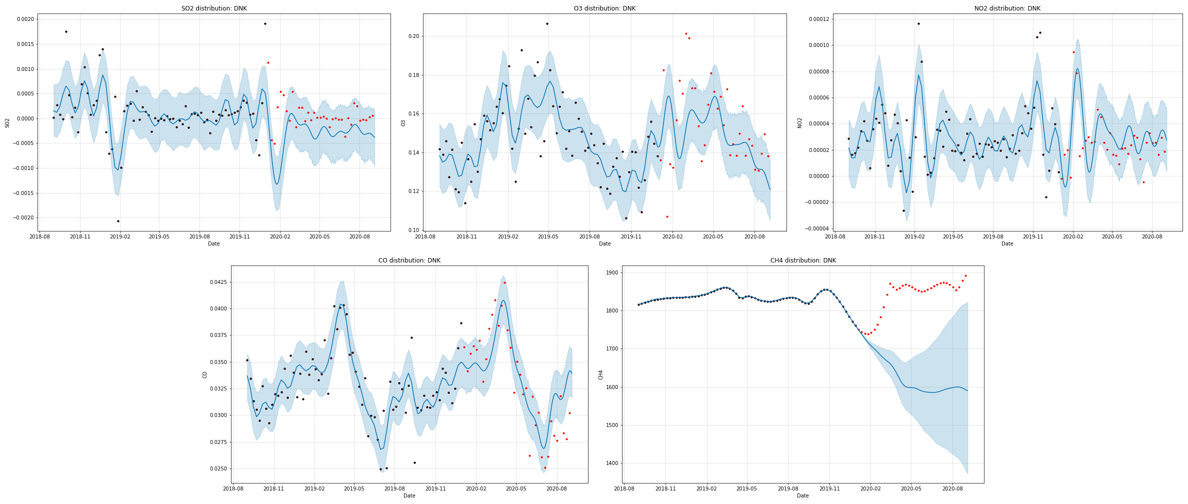 SO2 distribution: DNK
0.0020
0.0015
0.0010
0.0005
0.0000
−0.0005
−0.0010
−0.0015
−0.0020
SO2
2018-08 2018-11 2019-02 2019-05 2019-08 2019-11 2020-02 2020-05 2020-08
Date
O3 distribution: DNK
0.20
0.18
0.16
0.14
0.12
0.10
O3
2018-08 2018-11 2019-02 2019-05 2019-08 2019-11 2020-02 2020-05 2020-08
Date
NO2 distribution: DNK
0.00012
0.00010
0.00008
0.00006
0.00004
0.00002
0.00000
−0.00002
−0.00004
NO2
2018-08 2018-11 2019-02 2019-05 2019-08 2019-11 2020-02 2020-05 2020-08
Date
CO distribution: DNK
0.0425
0.0400
0.0375
0.0350
0.0325
0.0300
0.0275
0.0250
CO
2018-08 2018-11 2019-02 2019-05 2019-08 2019-11 2020-02 2020-05 2020-08
Date
CH4 distribution: DNK
1900
1800
1700
1600
1500
1400
CH4
2018-08 2018-11 2019-02 2019-05 2019-08 2019-11 2020-02 2020-05 2020-08
Date